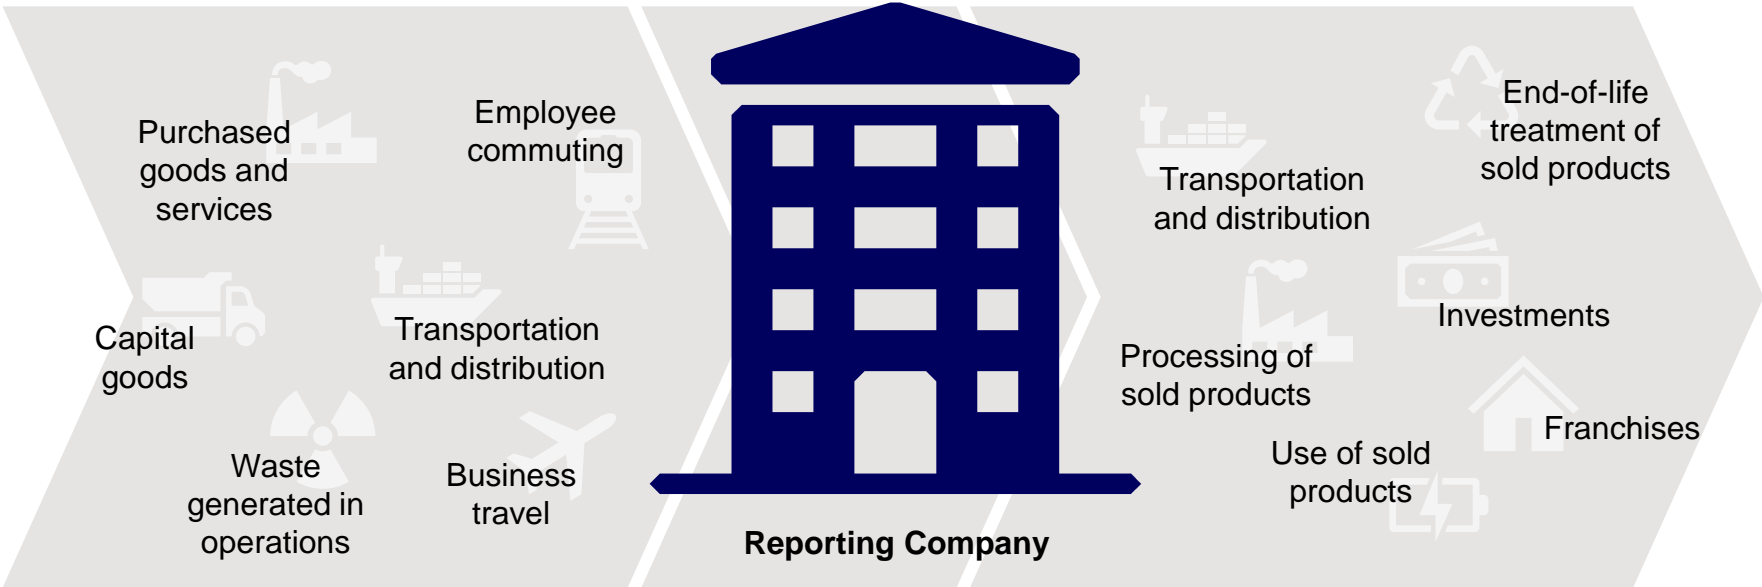 Purchased
goods and
services
Employee
commuting
Capital
goods
Transportation
and distribution
Waste
generated in
operations
Business
travel
Reporting Company
Transportation
and distribution
End-of-life
treatment of
sold products
Processing of
sold products
Investments
Use of sold
products
Franchises